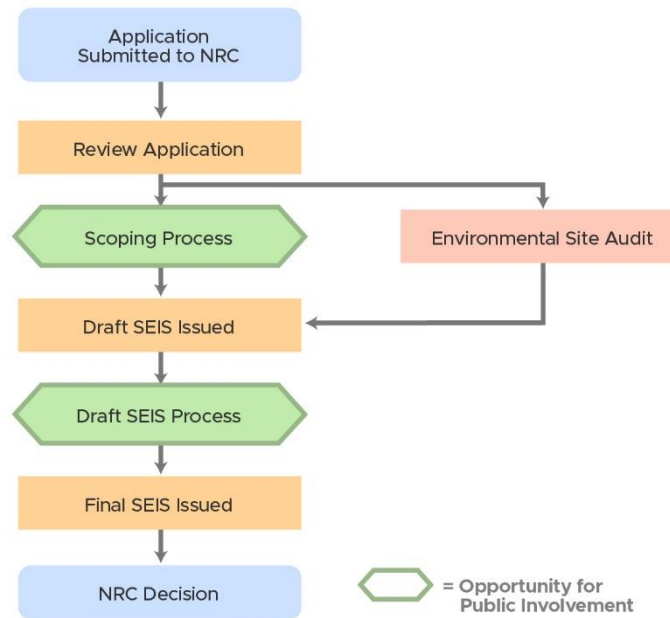 Application
Submitted to NRC
Review Application
Scoping Process
Environmental Site Audit
Draft SEIS Issued
Draft SEIS Process
Final SEIS Issued
NRC Decision
= Opportunity for
Public Involvement